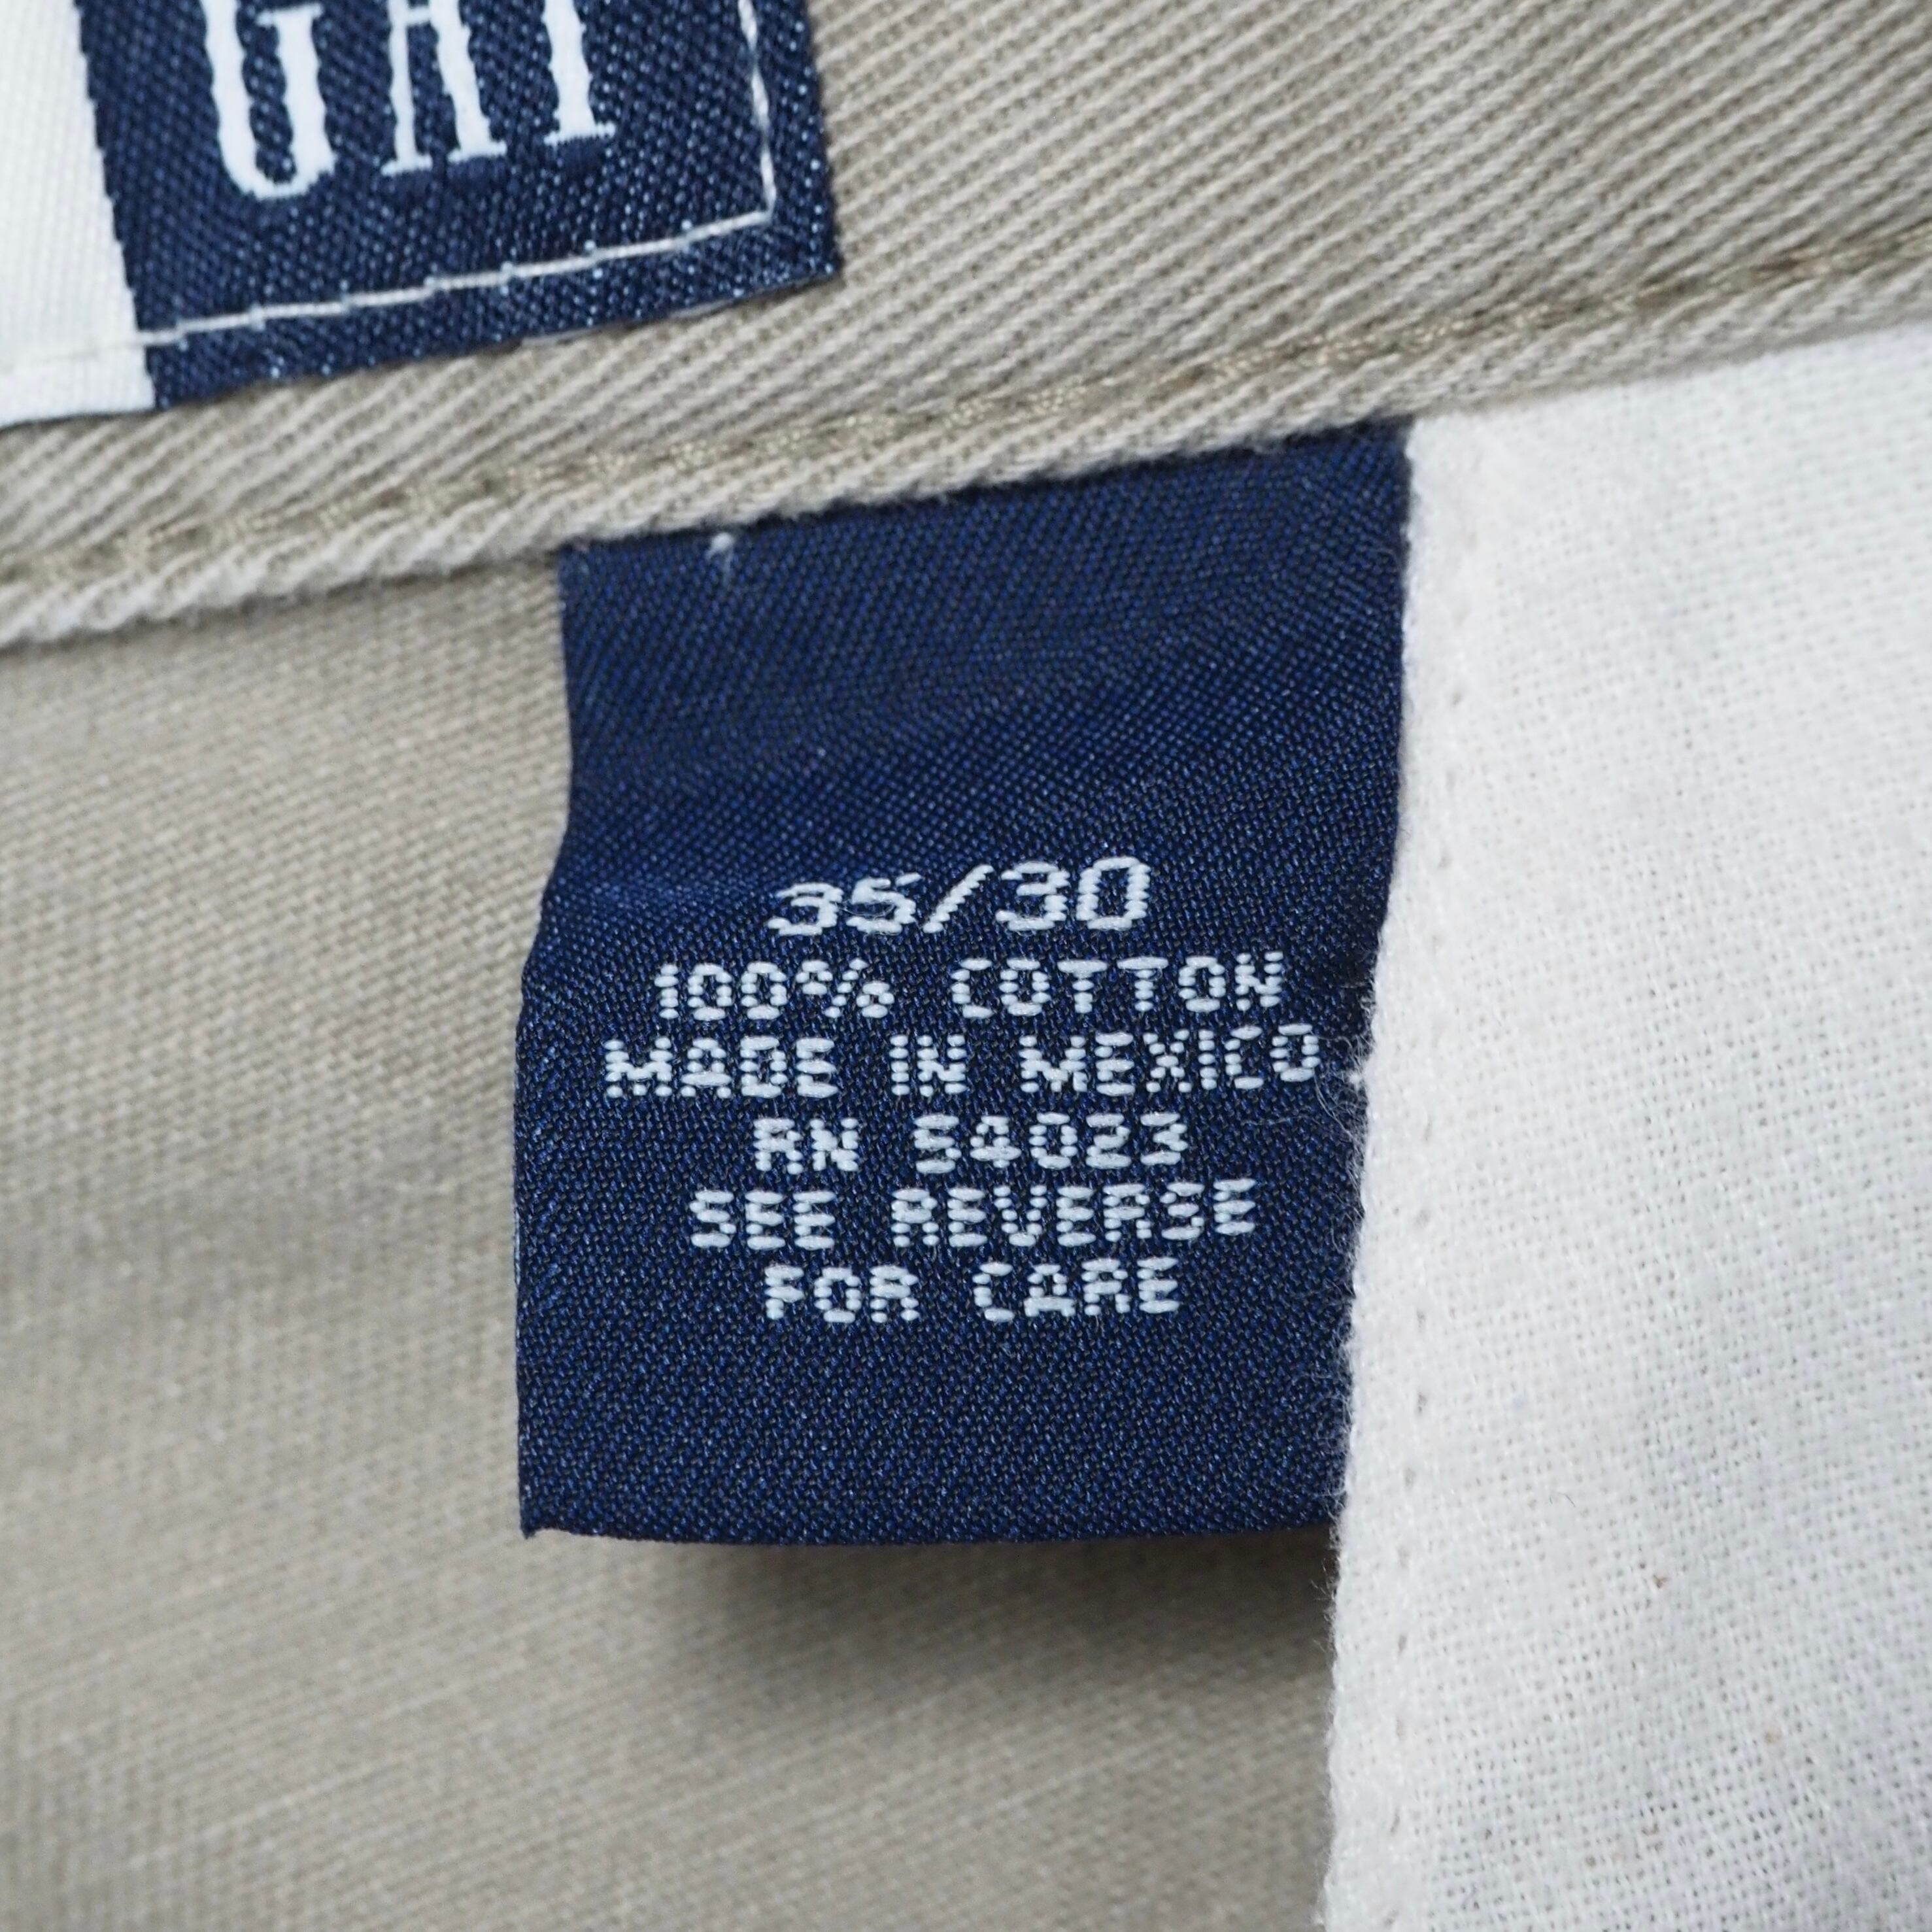 GAP
35/30
100% COTTON
MADE IN MEXICO
RN 54023
SEE REVERSE
FOR CARE